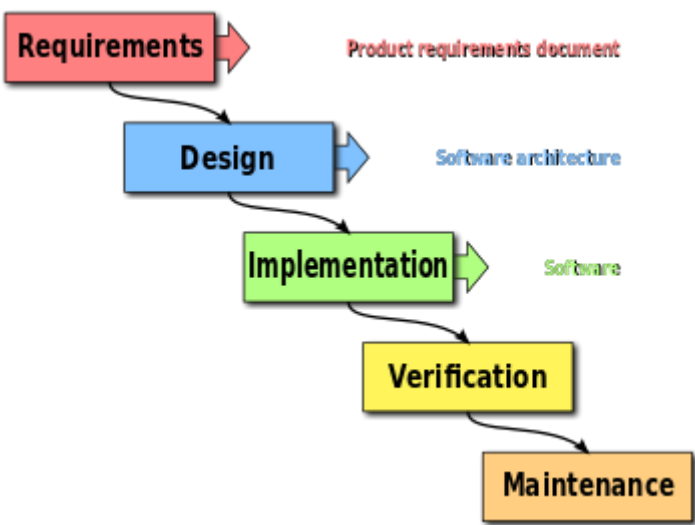 Requirements
Product requirements document
Design
Software architecture
Implementation
Software
Verification
Maintenance